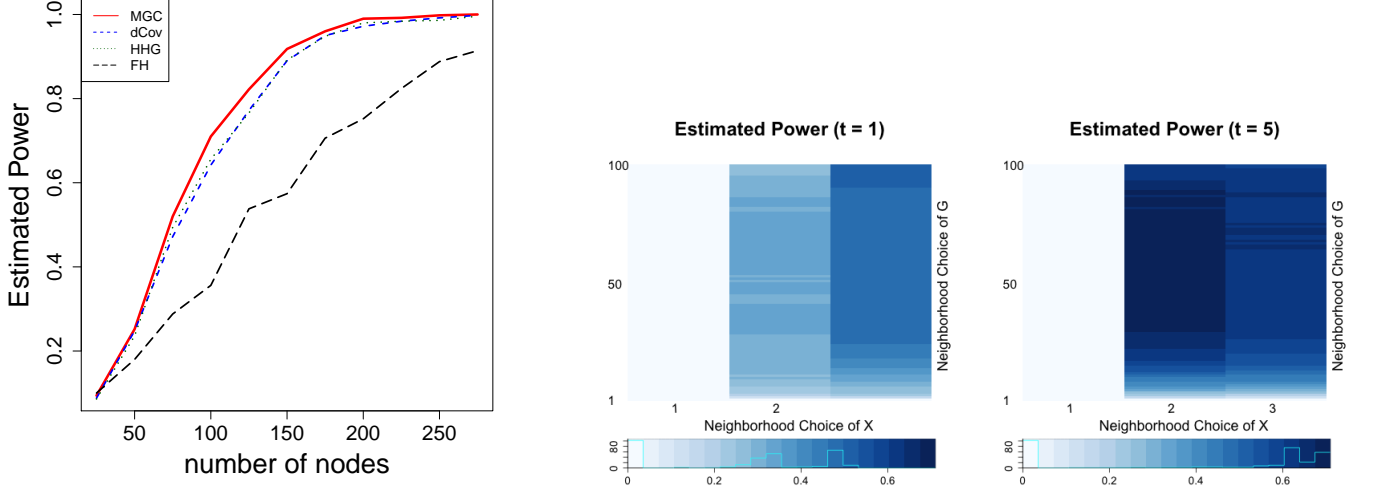 MGC
dCov
HHG
FH
Estimated Power
1.0
0.8
0.6
0.4
0.2
50 100 150 200 250
number of nodes
Estimated Power (t = 1)
100
50
1
1 2
Neighborhood Choice of X
Neighborhood Choice of G
0 80
0 0.2 0.4 0.6
Estimated Power (t = 5)
100
50
1
1 2 3
Neighborhood Choice of X
Neighborhood Choice of G
0 80
0 0.2 0.4 0.6